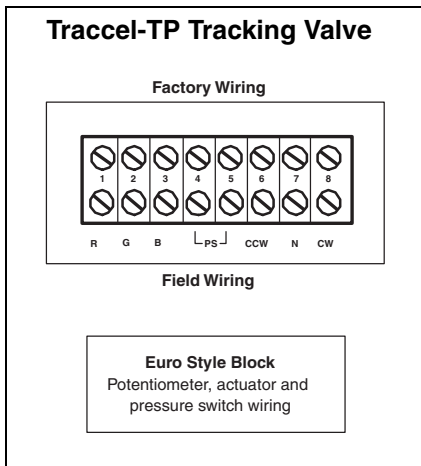 Traccel-TP Tracking Valve
Factory Wiring
1 2 3 4 5 6 7 8
R G B PS CCW N CW
Field Wiring
Euro Style Block
Potentiometer, actuator and
pressure switch wiring